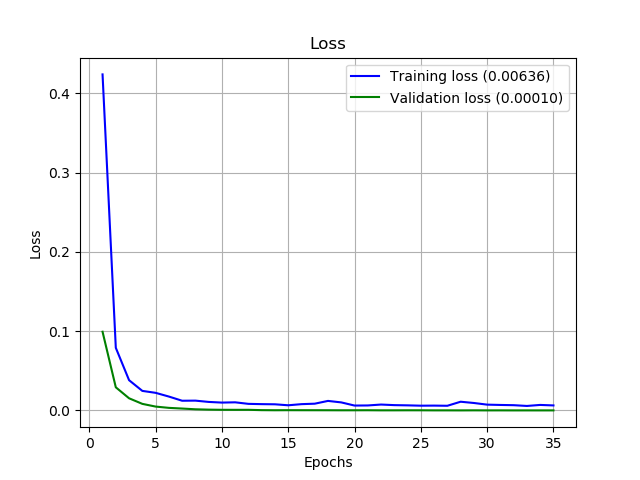 Loss
Training loss (0.00636)
Validation loss (0.00010)
Loss
0.4
0.3
0.2
0.1
0.0
0 5 10 15 20 25 30 35
Epochs